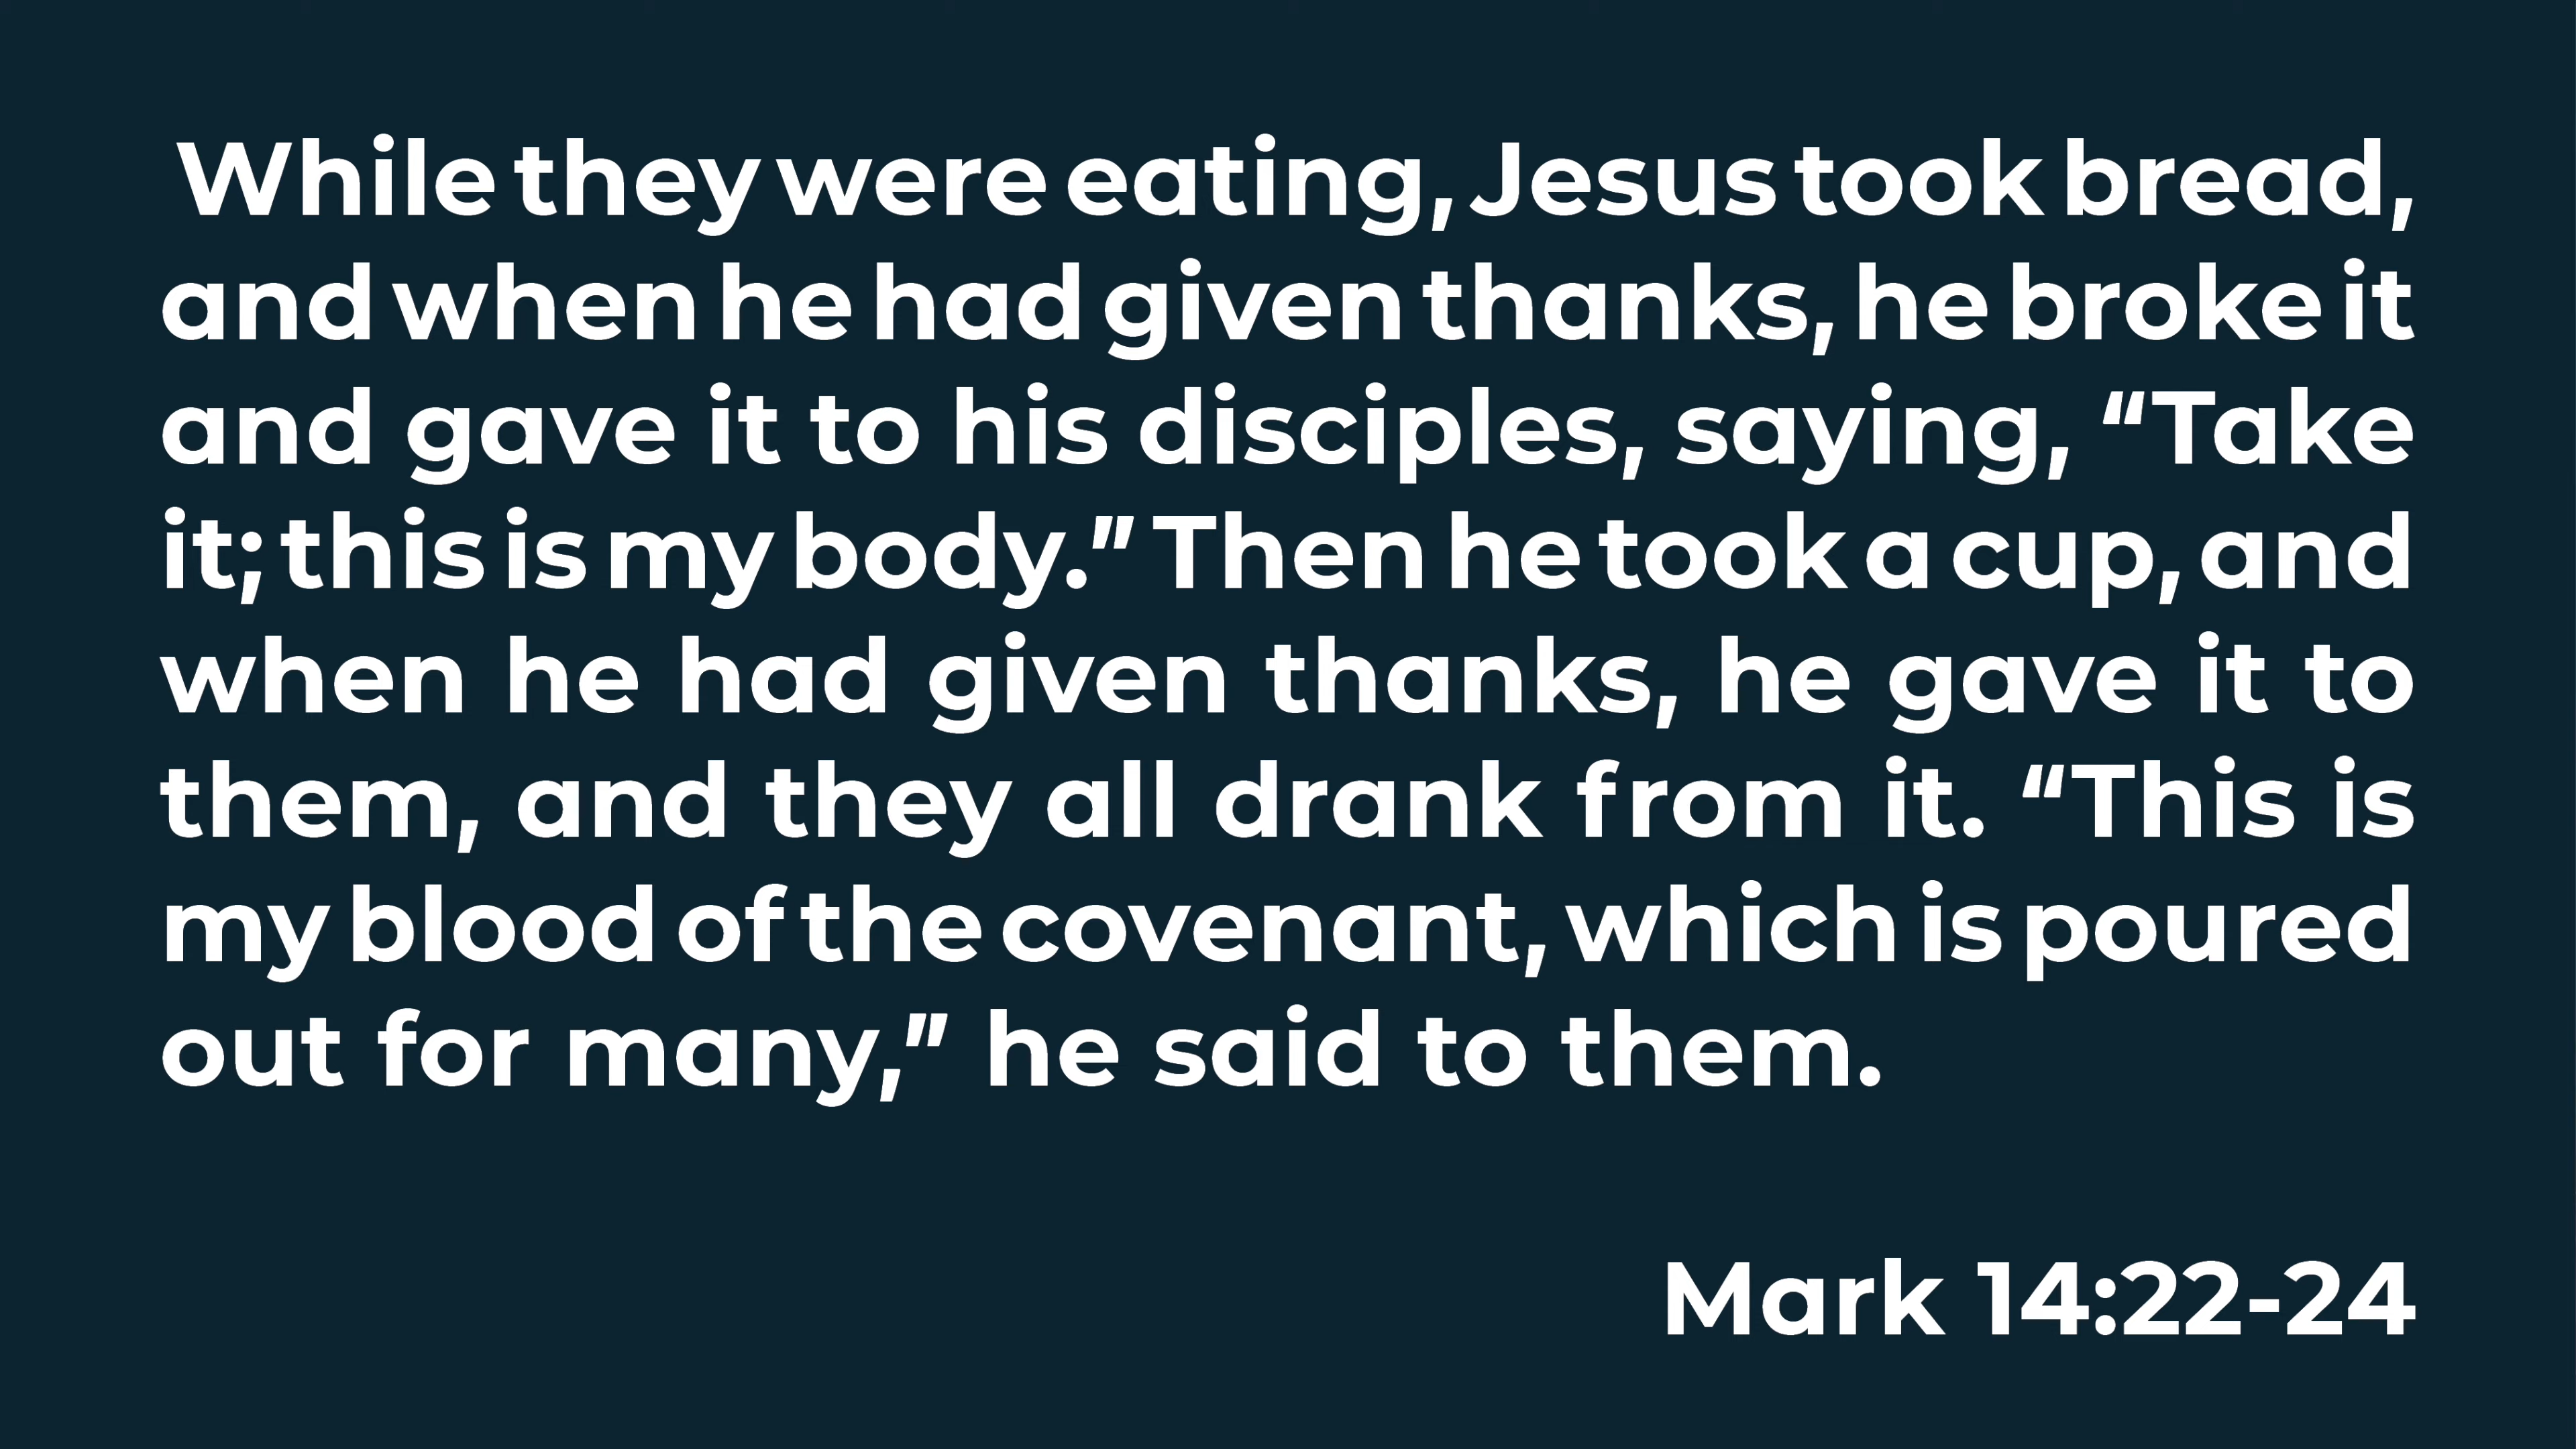 While they were eating, Jesus took bread,
and when he had given thanks, he broke it
and gave it to his disciples, saying, “Take
it; this is my body.” Then he took a cup, and
when he had given thanks, he gave it to
them, and they all drank from it. “This is
my blood of the covenant, which is poured
out for many,” he said to them.
Mark 14:22-24